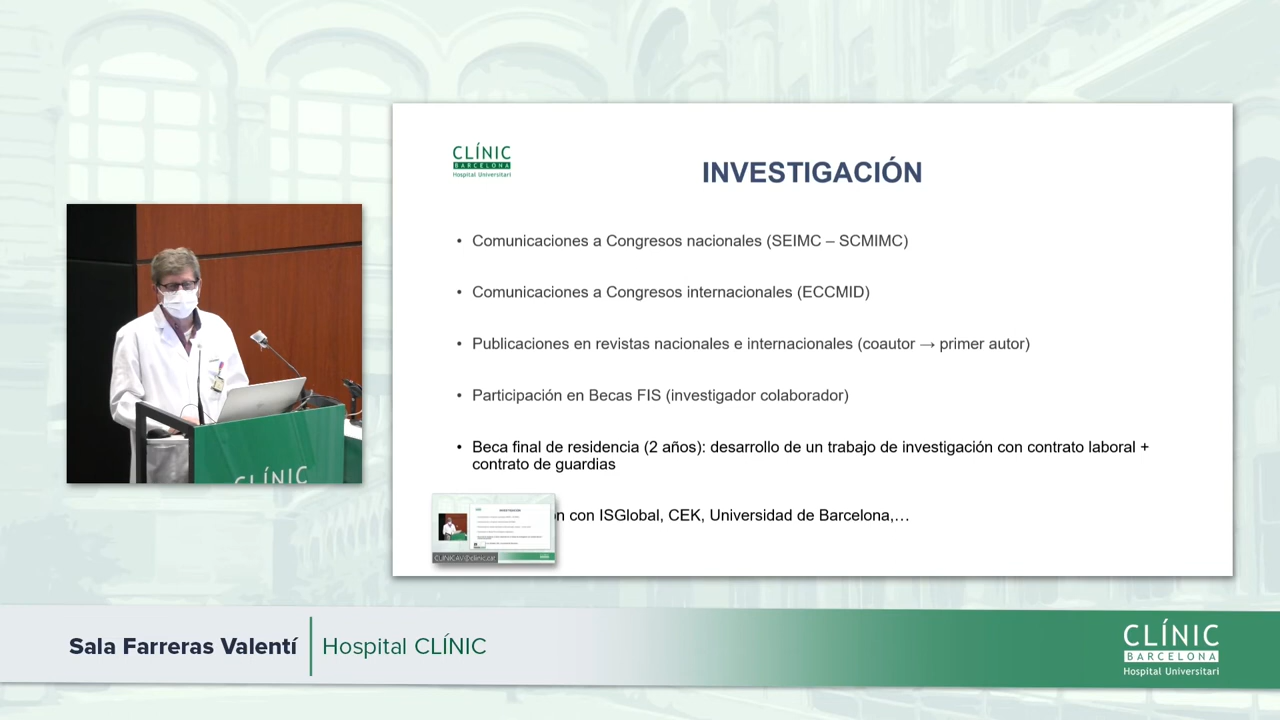 CLÍNIC
BARCELONA
Hospital Universitari
INVESTIGACIÓN
• Comunicaciones a Congresos nacionales (SEIMC – SCMIMC)
• Comunicaciones a Congresos internacionales (ECCMID)
• Publicaciones en revistas nacionales e internacionales (coautor → primer autor)
• Participación en Becas FIS (investigador colaborador)
• Beca final de residencia (2 años): desarrollo de un trabajo de investigación con contrato laboral +
contrato de guardias
con ISGlobal, CEK, Universidad de Barcelona,…
INVESTIGACIÓN
CLÍNIC
Sala Farreras Valentí
Hospital CLÍNIC
CLÍNIC
BARCELONA
Hospital Universitari